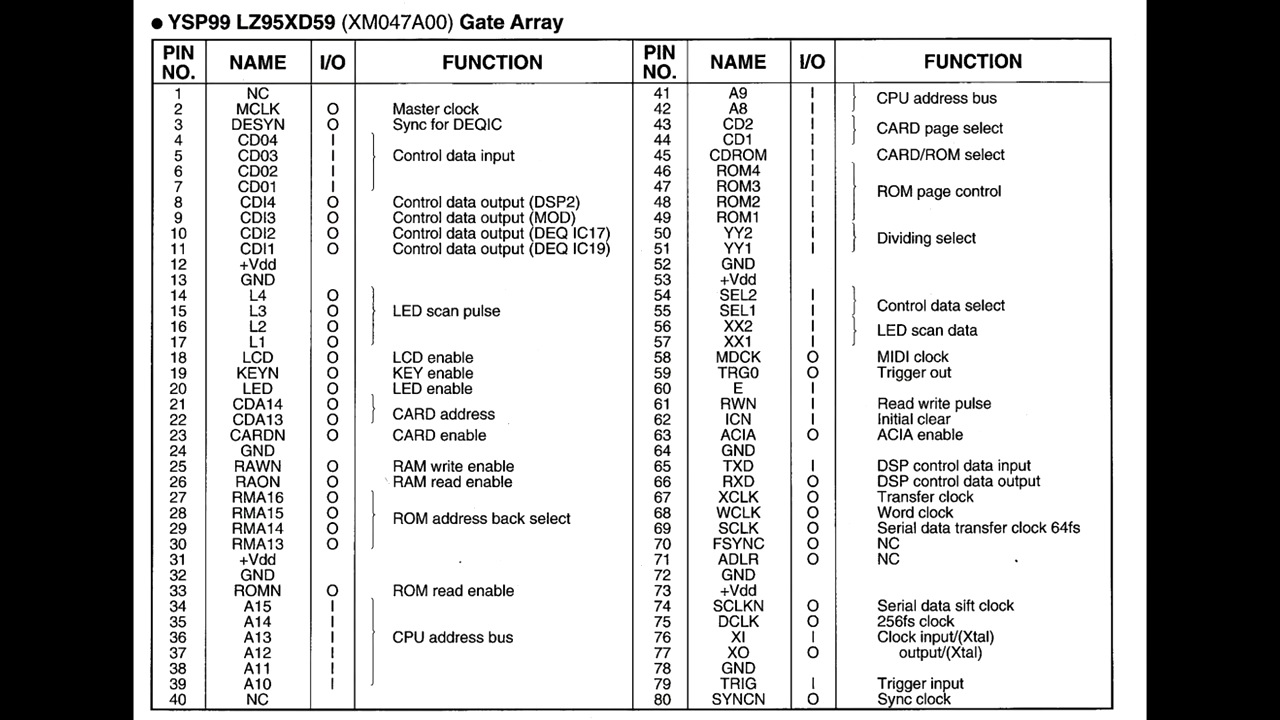 ● YSP99 LZ95XD59 (XM047A00) Gate Array
PIN NO. NAME I/O FUNCTION
1 NC
2 MCLK O Master clock
3 DESYN O Sync for DEQIC
4 CD04 I
5 CD03 I Control data input
6 CD02 I
7 CD01 I
8 CDI4 O Control data output (DSP2)
9 CDI3 O Control data output (MOD)
10 CDI2 O Control data output (DEQ IC17)
11 CDI1 O Control data output (DEQ IC19)
12 +Vdd
13 GND
14 L4 O
15 L3 O LED scan pulse
16 L2 O
17 L1 O
18 LCD O LCD enable
19 KEYN O KEY enable
20 LED O LED enable
21 CDA14 O CARD address
22 CDA13 O
23 CARDN O CARD enable
24 GND
25 RAWN O RAM write enable
26 RAON O RAM read enable
27 RMA16 O
28 RMA15 O ROM address back select
29 RMA14 O
30 RMA13 O
31 +Vdd
32 GND
33 ROMN O ROM read enable
34 A15 I
35 A14 I
36 A13 I CPU address bus
37 A12 I
38 A11 I
39 A10 I
40 NC
PIN NO. NAME I/O FUNCTION
41 A9 I CPU address bus
42 A8 I
43 CD2 I CARD page select
44 CD1 I
45 CDROM I CARD/ROM select
46 ROM4 I
47 ROM3 I ROM page control
48 ROM2 I
49 ROM1 I
50 YY2 I Dividing select
51 YY1 I
52 GND
53 +Vdd
54 SEL2 I Control data select
55 SEL1 I
56 XX2 I LED scan data
57 XX1 I
58 MDCK O MIDI clock
59 TRG0 O Trigger out
60 E I
61 RWN I Read write pulse
62 ICN I Initial clear
63 ACIA O ACIA enable
64 GND
65 TXD I DSP control data input
66 RXD O DSP control data output
67 XCLK O Transfer clock
68 WCLK O Word clock
69 SCLK O Serial data transfer clock 64fs
70 FSYNC O NC
71 ADLR O NC
72 GND
73 +Vdd
74 SCLKN O Serial data sift clock
75 DCLK O 256fs clock
76 XI I Clock input/(Xtal)
77 XO O output/(Xtal)
78 GND
79 TRIG I Trigger input
80 SYNCN O Sync clock